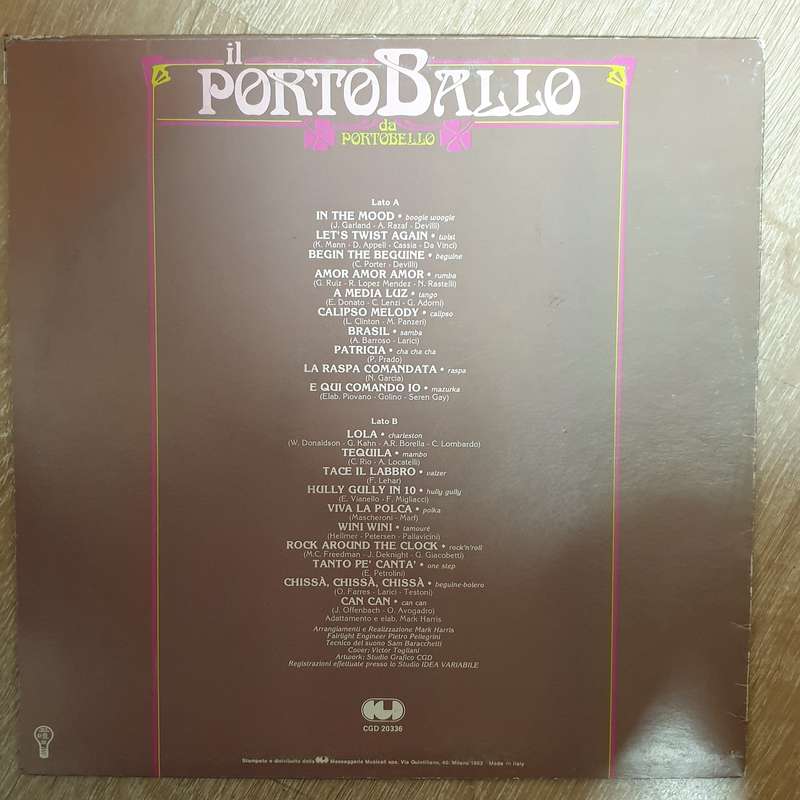 il
PORTOBALLO
da
PORTOBELLO
Lato A
IN THE MOOD • boogie woogie
(J. Garland - A. Razaf - Devilli)
LET'S TWIST AGAIN • twist
(K. Mann - D. Appell - Cassia - Da Vinci)
BEGIN THE BEGUINE • beguine
(C. Porter - Devilli)
AMOR AMOR AMOR • rumba
(G. Ruiz - R. Lopez Mendez - N. Rastelli)
A MEDIA LUZ • tango
(E. Donato - C. Lenzi - G. Adorni)
CALIPSO MELODY • calipso
(L. Clinton - M. Panzeri)
BRASIL • samba
(A. Barroso - Larici)
PATRICIA • cha cha cha
(P. Prado)
LA RASPA COMANDATA • raspa
(N. Garcia)
E QUI COMANDO IO • mazurka
(Elab. Piovano - Golino - Seren Gay)
Lato B
LOLA • charleston
(W. Donaldson - G. Kahn - A.R. Borella - C. Lombardo)
TEQUILA • mambo
(C. Rio - A. Locatelli)
TACE IL LABBRO • valzer
(F. Lehar)
HULLY GULLY IN 10 • hully gully
(E. Vianello - F. Migliacci)
VIVA LA POLCA • polka
(Mascheroni - Marf)
WINI WINI • tamouré
(Hellmer - Petersen - Pallavicini)
ROCK AROUND THE CLOCK • rock'n'roll
(M.C. Freedman - J. Deknight - G. Giacobetti)
TANTO PE' CANTA' • one step
(E. Petrolini)
CHISSÀ, CHISSÀ, CHISSÀ • beguine-bolero
(O. Farres - Larici - Testoni)
CAN CAN • can can
(J. Offenbach - O. Avogadro)
Adattamento e elab. Mark Harris
Arrangiamenti e Realizzazione Mark Harris
Fairlight Engineer Pietro Pellegrini
Tecnico del suono Sam Baracchetti
Cover: Victor Togliani
Artwork: Studio Grafico CGD
Registrazioni effettuate presso lo Studio IDEA VARIABILE
CGD 20336
Stampato e distribuito dalla CGD Messaggerie Musicali spa. Via Quintiliano, 40; Milano 1983 Made in Italy